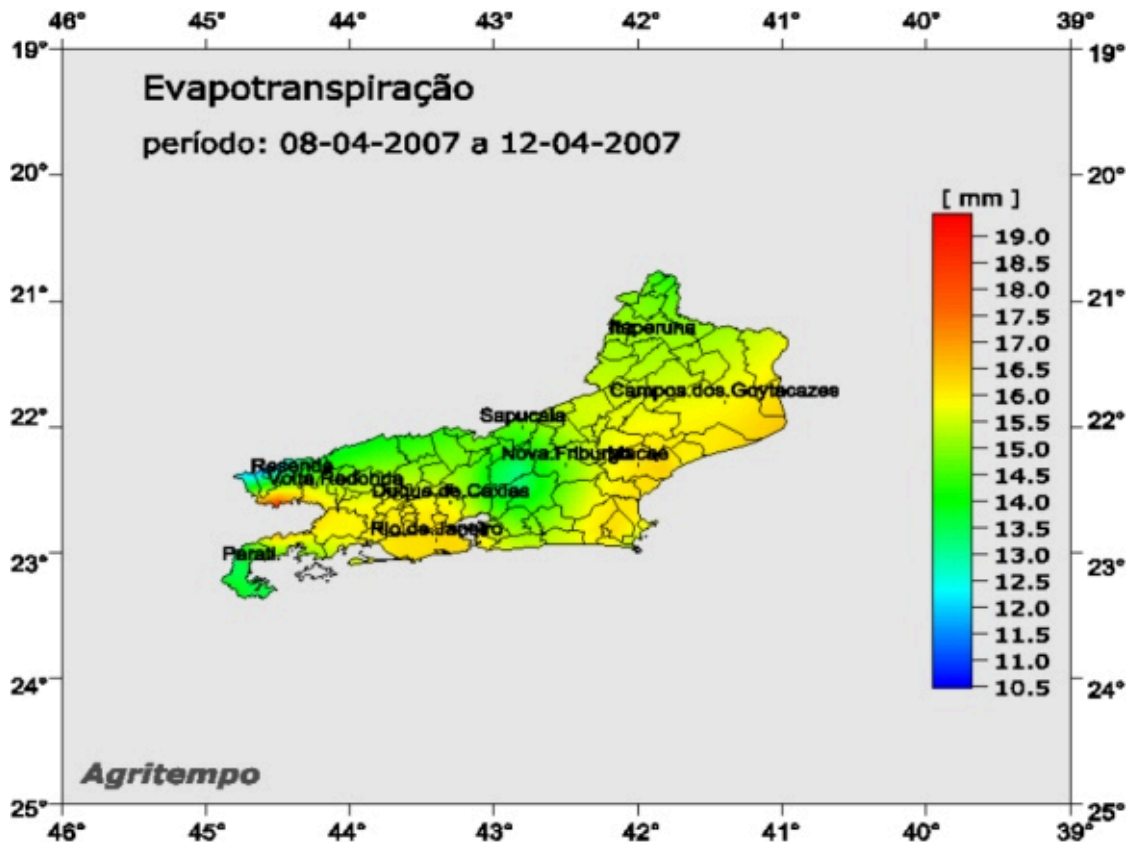 46° 45° 44° 43° 42° 41° 40° 39°
19° 19°
Evapotranspiração
período: 08-04-2007 a 12-04-2007
20° 20°
[ mm ]
19.0
18.5
18.0
17.5
17.0
16.5
16.0
15.5
15.0
14.5
14.0
13.5
13.0
12.5
12.0
11.5
11.0
10.5
21° 21°
Itaperuna
Campos.dos.Goytacazes
Sapucaia
22° 22°
Nova.Friburgo
Macae
Resende
Volta.Redonda
Duque.de.Caxias
Rio.de.Janeiro
Parati
23° 23°
24° 24°
Agritempo
25° 25°
46° 45° 44° 43° 42° 41° 40° 39°